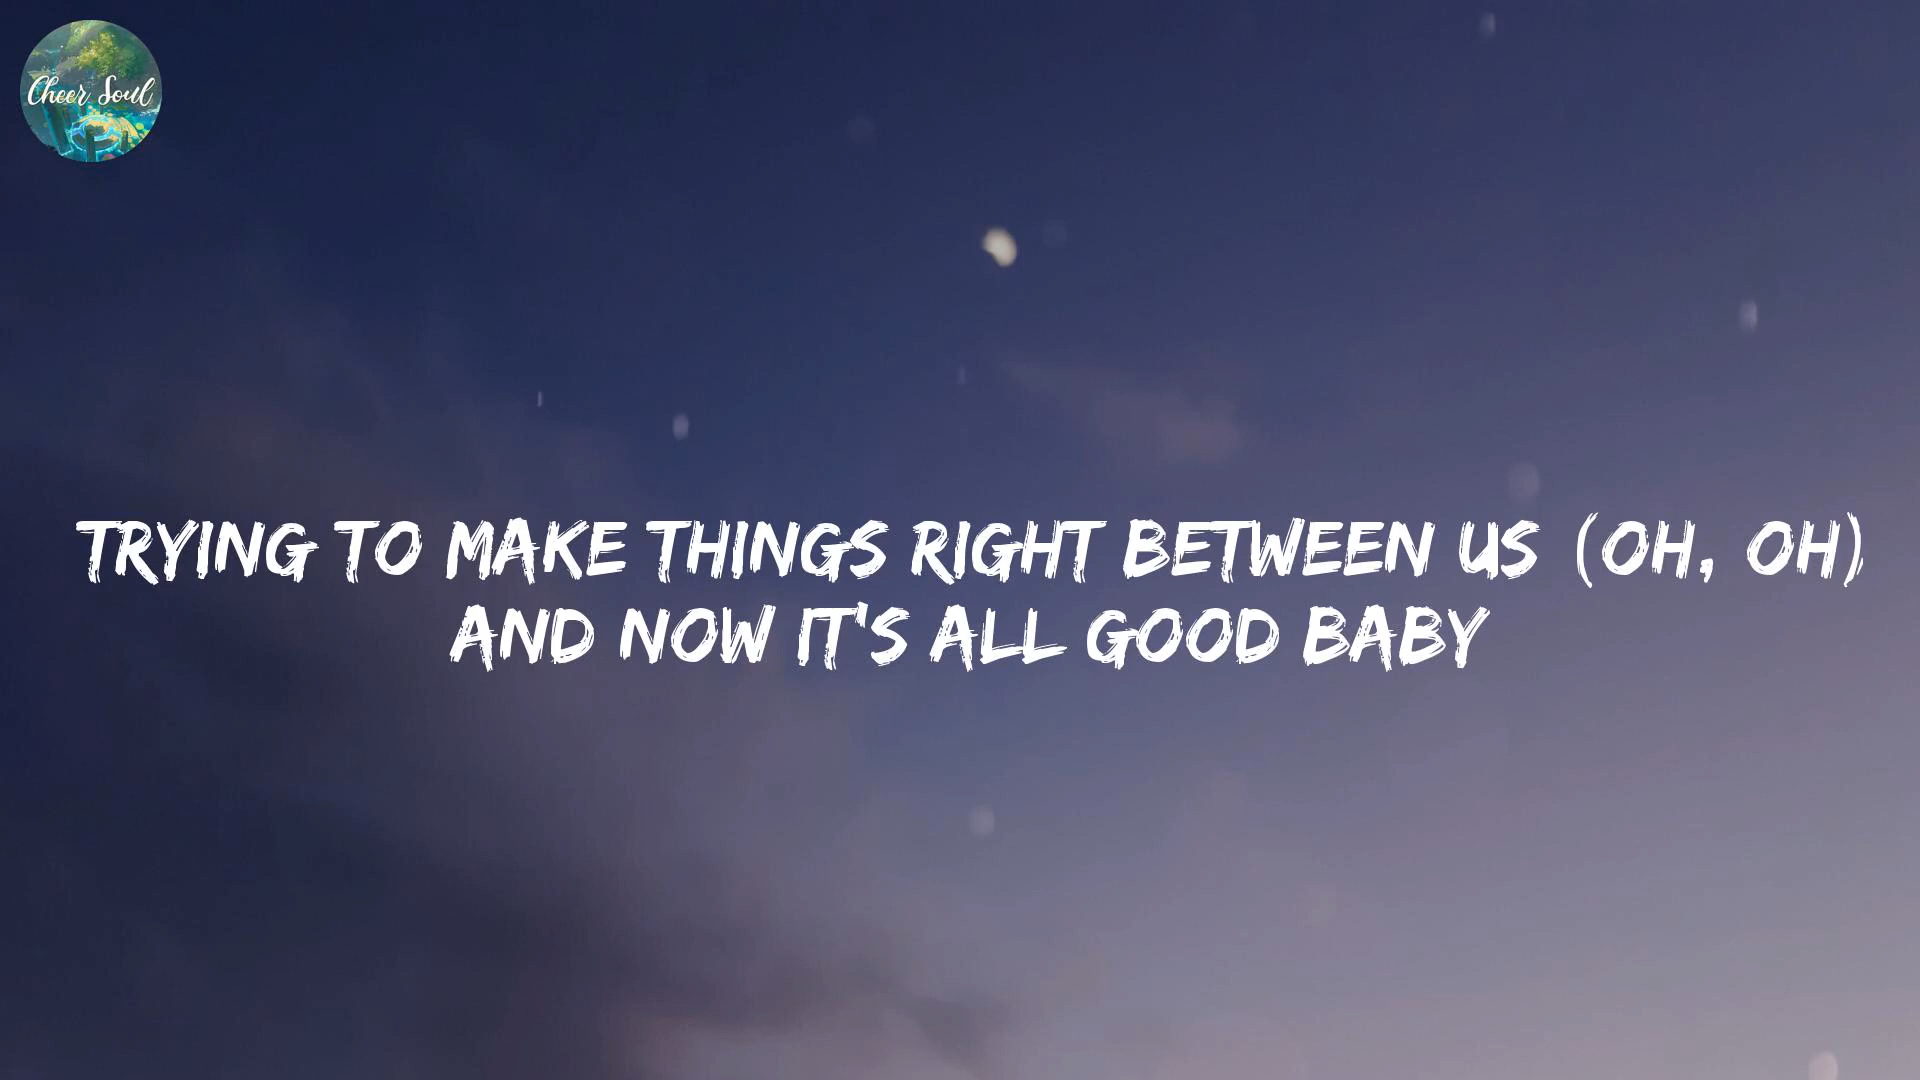 Cheer Soul
TRYING TO MAKE THINGS RIGHT BETWEEN US (OH, OH)
AND NOW IT'S ALL GOOD BABY